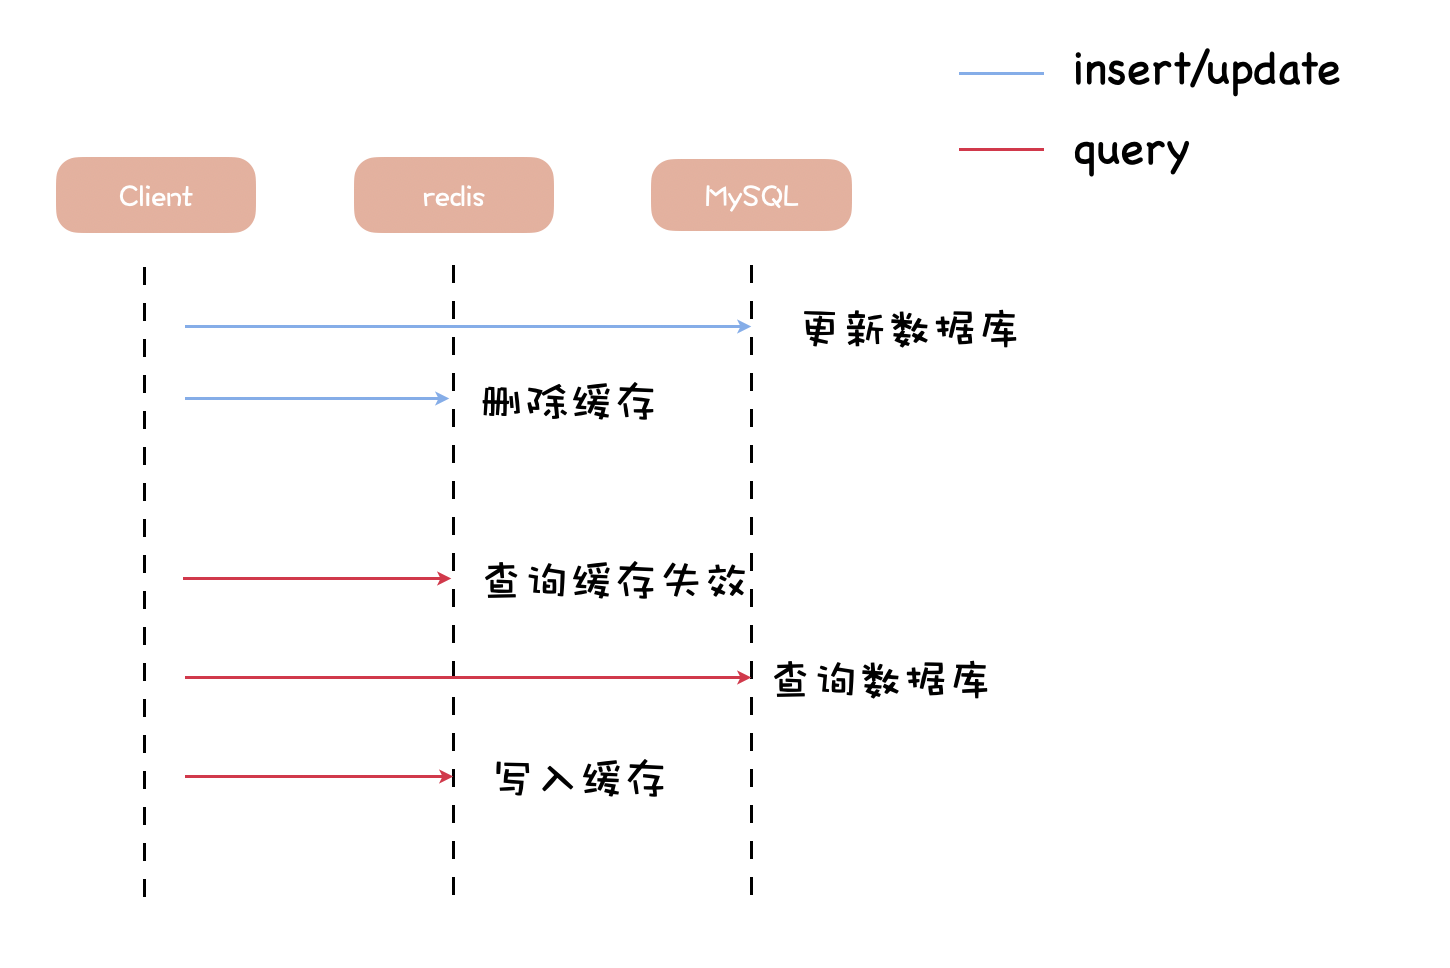 insert/update
query
Client
redis
MySQL
更新数据库
删除缓存
查询缓存失效
查询数据库
写入缓存